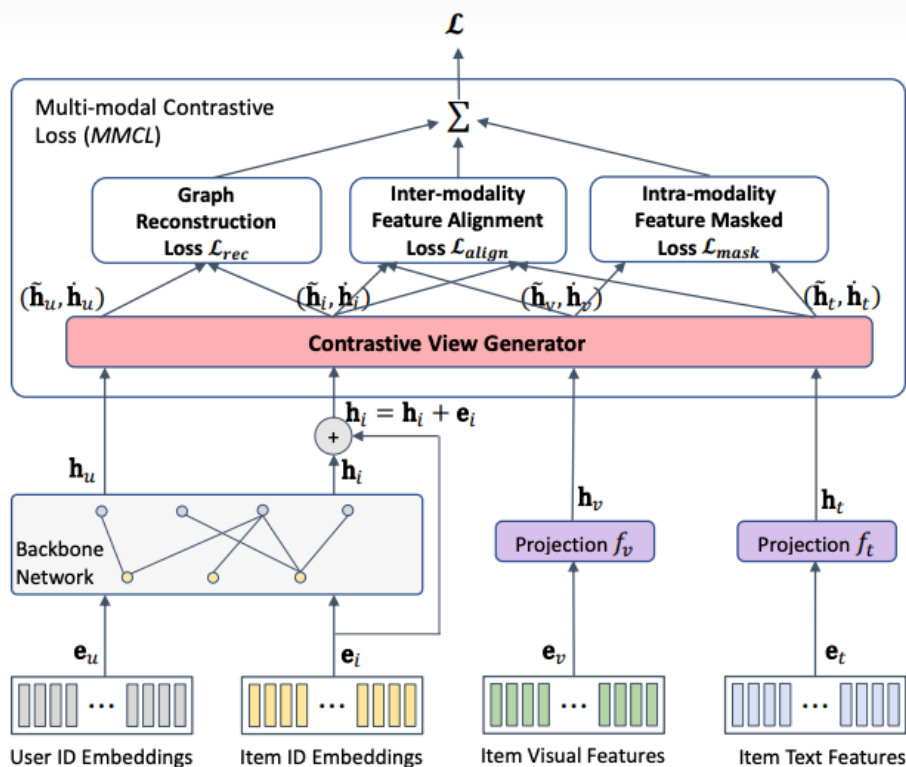 𝓛
Multi-modal Contrastive
Loss (MMCL)
∑
Graph
Reconstruction
Loss 𝓛_rec
Inter-modality
Feature Alignment
Loss 𝓛_align
Intra-modality
Feature Masked
Loss 𝓛_mask
(h̃_u, ḣ_u)
(h̃_i, ḣ_i)
(h̃_v, ḣ_v)
(h̃_t, ḣ_t)
Contrastive View Generator
h_i = h_i + e_i
+
h_u
h_i
h_v
h_t
Backbone
Network
Projection f_v
Projection f_t
e_u
e_i
e_v
e_t
...
...
...
...
User ID Embeddings
Item ID Embeddings
Item Visual Features
Item Text Features